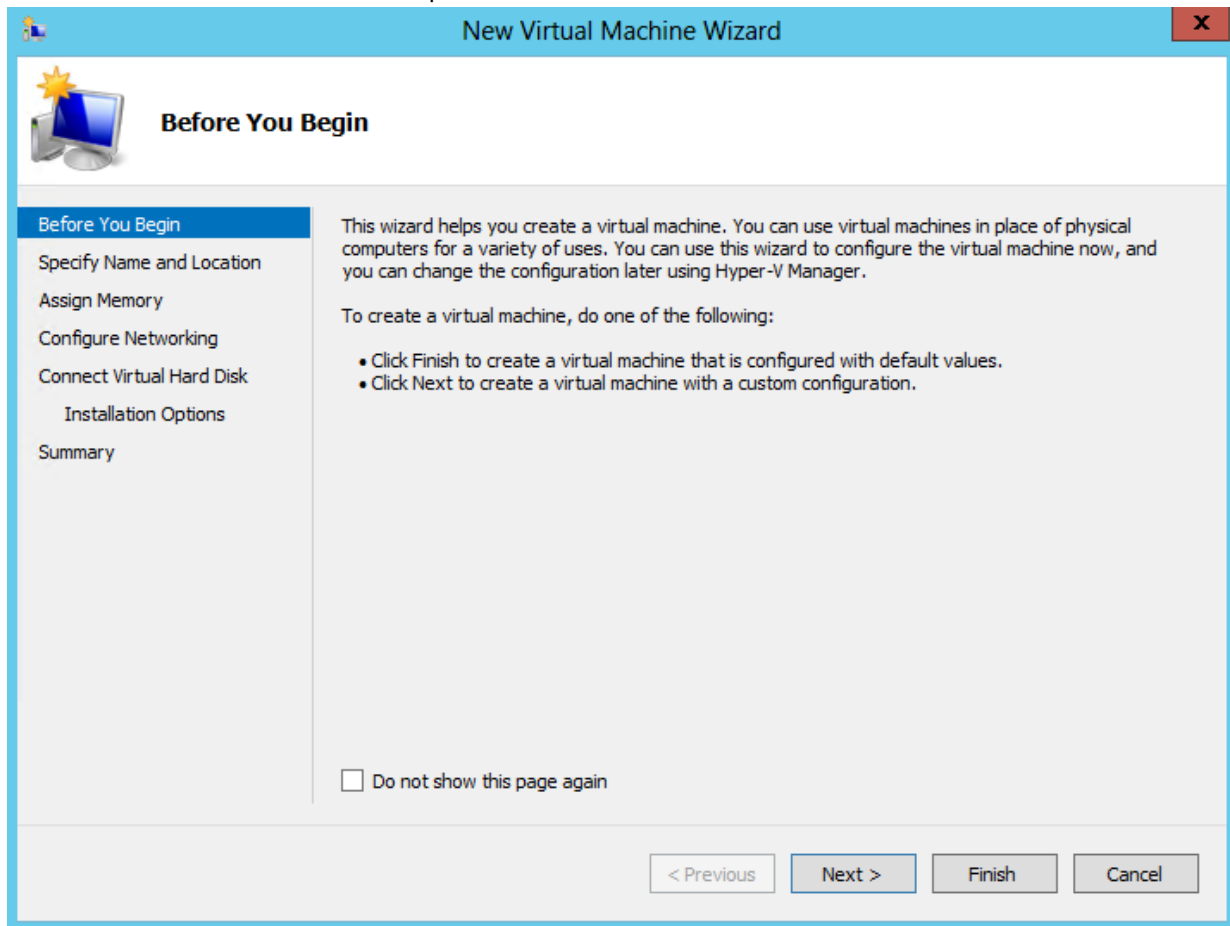 New Virtual Machine Wizard
X
Before You Begin
Before You Begin
Specify Name and Location
Assign Memory
Configure Networking
Connect Virtual Hard Disk
Installation Options
Summary
This wizard helps you create a virtual machine. You can use virtual machines in place of physical
computers for a variety of uses. You can use this wizard to configure the virtual machine now, and
you can change the configuration later using Hyper-V Manager.
To create a virtual machine, do one of the following:
• Click Finish to create a virtual machine that is configured with default values.
• Click Next to create a virtual machine with a custom configuration.
Do not show this page again
< Previous
Next >
Finish
Cancel